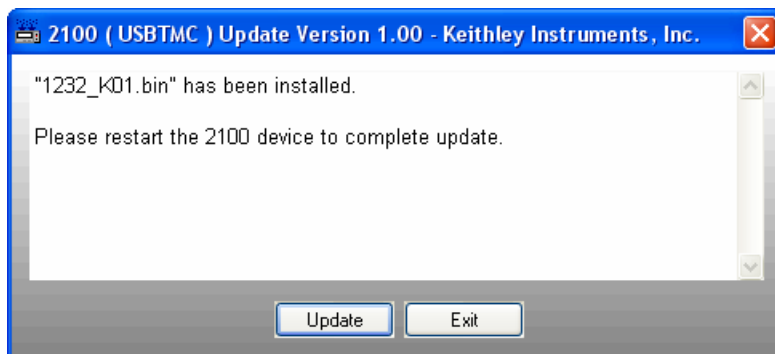 2100 ( USBTMC ) Update Version 1.00 - Keithley Instruments, Inc.
"1232_K01.bin" has been installed.
Please restart the 2100 device to complete update.
Update
Exit